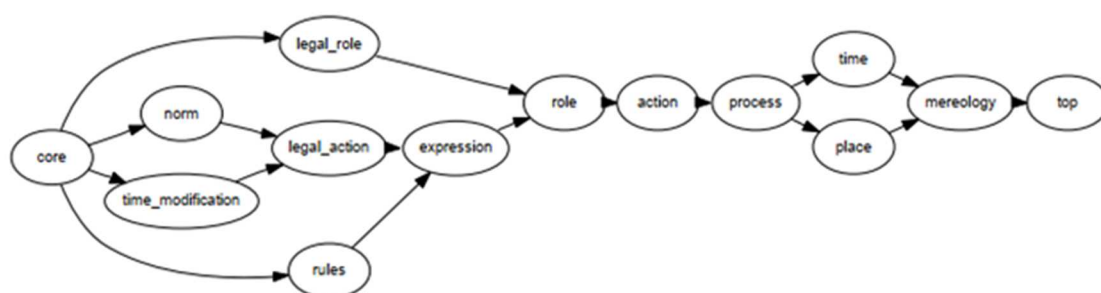 legal_role
time
norm
role
action
process
mereology
top
core
legal_action
expression
place
time_modification
rules